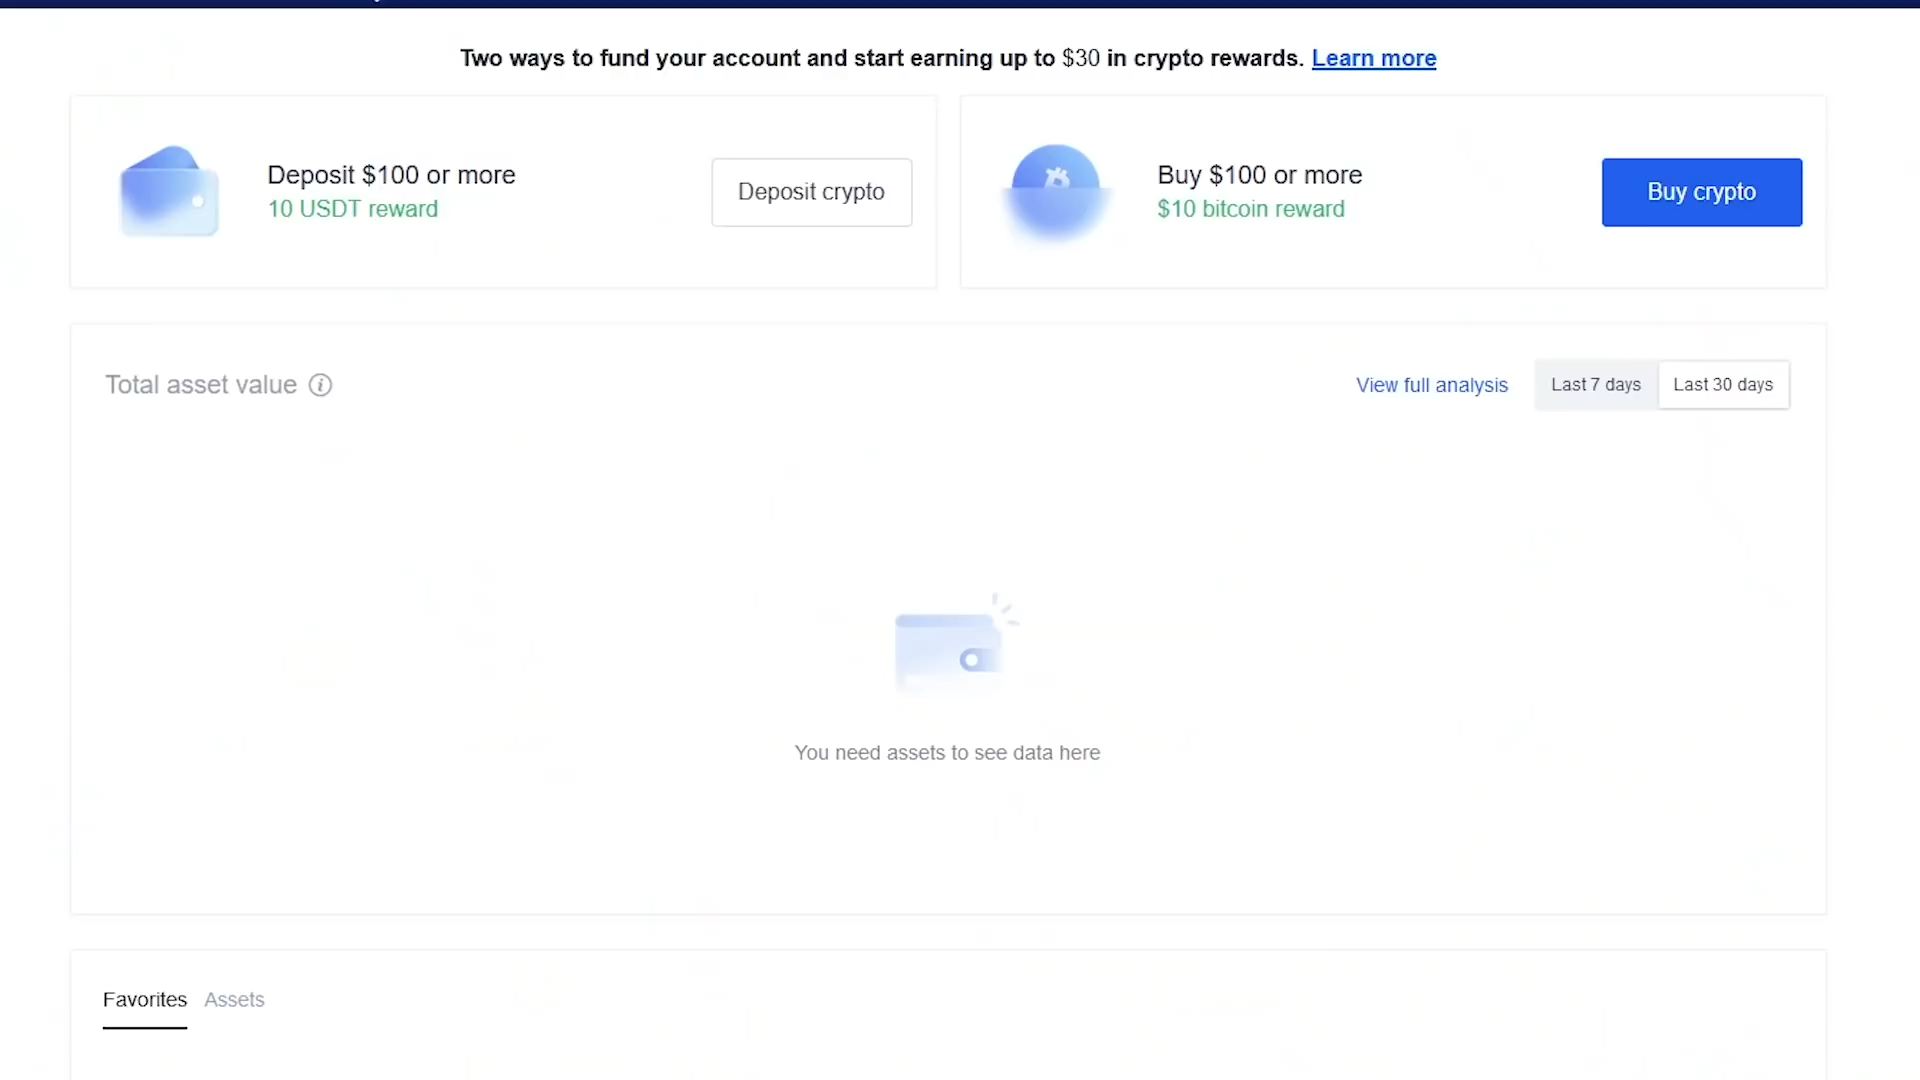 Two ways to fund your account and start earning up to $30 in crypto rewards. Learn more
Deposit $100 or more
10 USDT reward
Deposit crypto
Buy $100 or more
$10 bitcoin reward
Buy crypto
Total asset value
View full analysis
Last 7 days
Last 30 days
You need assets to see data here
Favorites
Assets